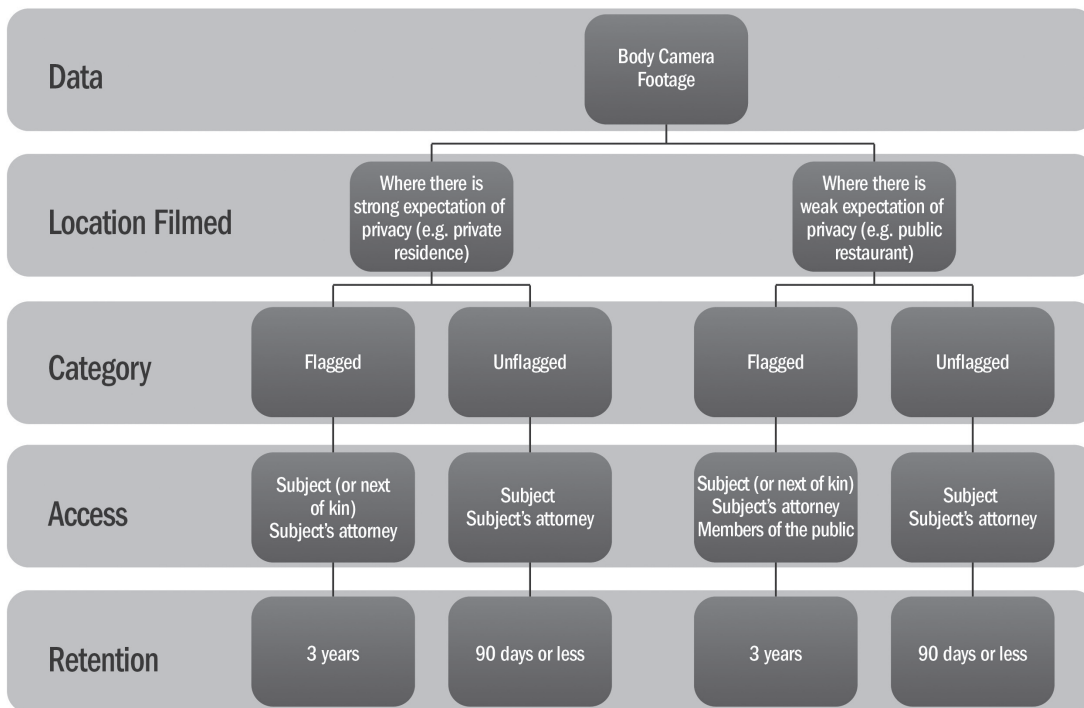 Data
Body Camera
Footage
Location Filmed
Where there is
strong expectation of
privacy (e.g. private
residence)
Where there is
weak expectation of
privacy (e.g. public
restaurant)
Category
Flagged
Unflagged
Flagged
Unflagged
Access
Subject (or next
of kin)
Subject’s attorney
Subject
Subject’s attorney
Subject (or next of kin)
Subject’s attorney
Members of the public
Subject
Subject’s attorney
Retention
3 years
90 days or less
3 years
90 days or less